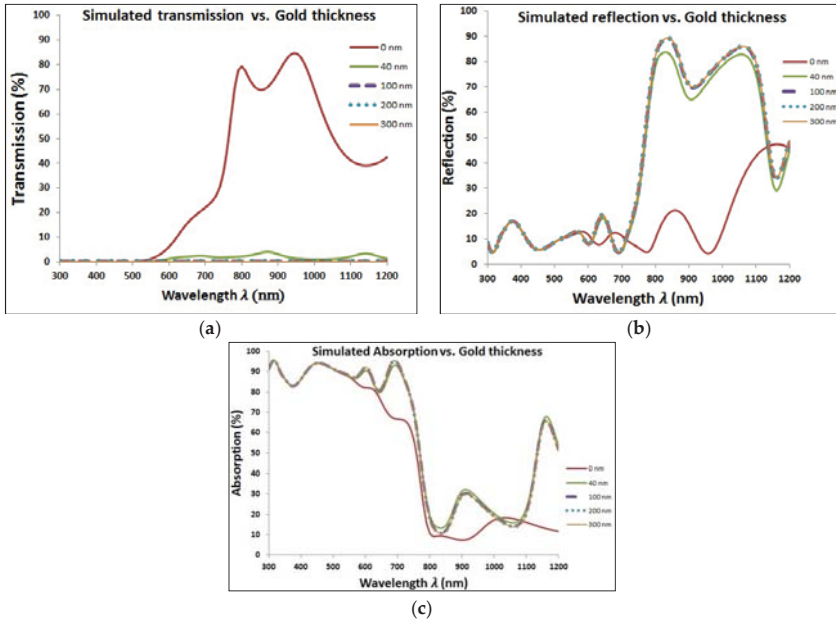 Simulated transmission vs. Gold thickness
Transmission (%)
90
80
70
60
50
40
30
20
10
0
300 400 500 600 700 800 900 1000 1100 1200
Wavelength λ (nm)
0 nm
40 nm
100 nm
200 nm
300 nm
(a)
Simulated reflection vs. Gold thickness
Reflection (%)
100
90
80
70
60
50
40
30
20
10
0
300 400 500 600 700 800 900 1000 1100 1200
Wavelength λ (nm)
0 nm
40 nm
100 nm
200 nm
300 nm
(b)
Simulated Absorption vs. Gold thickness
Absorption (%)
100
90
80
70
60
50
40
30
20
10
0
300 400 500 600 700 800 900 1000 1100 1200
Wavelength λ (nm)
0 nm
40 nm
100 nm
200 nm
300 nm
(c)